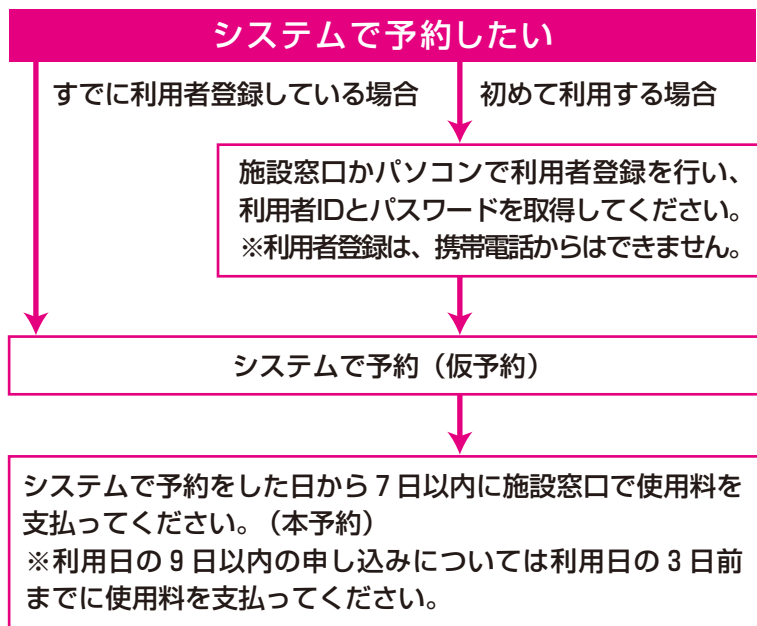 システムで予約したい
すでに利用者登録している場合
初めて利用する場合
施設窓口かパソコンで利用者登録を行い、
利用者IDとパスワードを取得してください。
※利用者登録は、携帯電話からはできません。
システムで予約（仮予約）
システムで予約をした日から7日以内に施設窓口で使用料を
支払ってください。（本予約）
※利用日の9日以内の申し込みについては利用日の3日前
までに使用料を支払ってください。